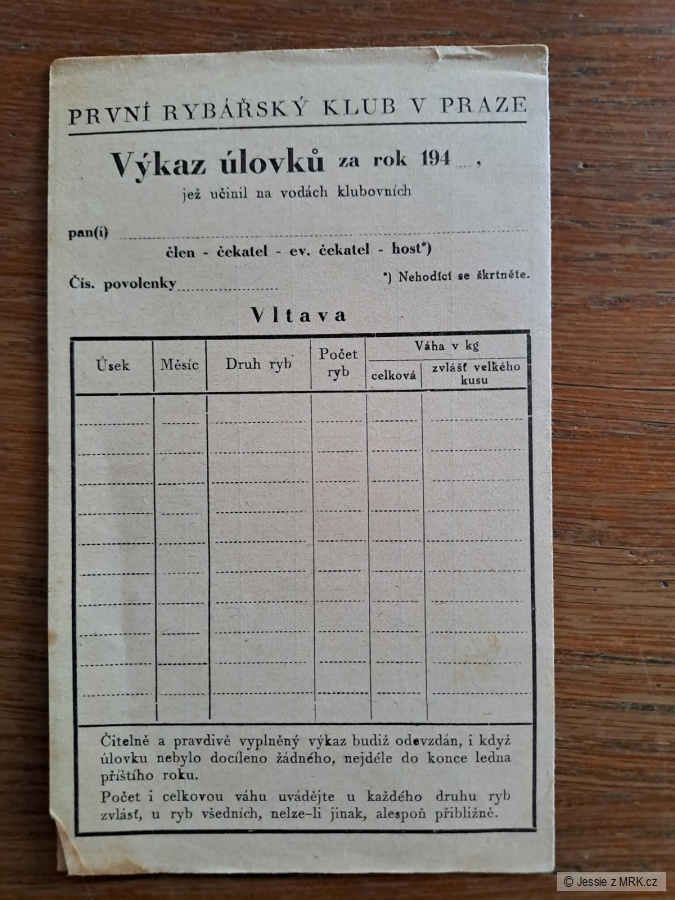 PRVNÍ RYBÁŘSKÝ KLUB V PRAZE
Výkaz úlovků za rok 194 ,
jež učinil na vodách klubovních
pan(í)
člen - čekatel - ev. čekatel - host*)
Čís. povolenky
*) Nehodící se škrtněte.
Vltava
Úsek
Měsíc
Druh ryb
Počet
ryb
Váha v kg
celková
zvlášť velkého
kusu
Čitelně a pravdivě vyplněný výkaz budiž odevzdán, i když
úlovku nebylo docíleno žádného, nejdéle do konce ledna
příštího roku.
Počet i celkovou váhu uvádějte u každého druhu ryb
zvlásť, u ryb všedních, nelze-li jinak, alespoň přibližně.
© Jessie z MRK.cz